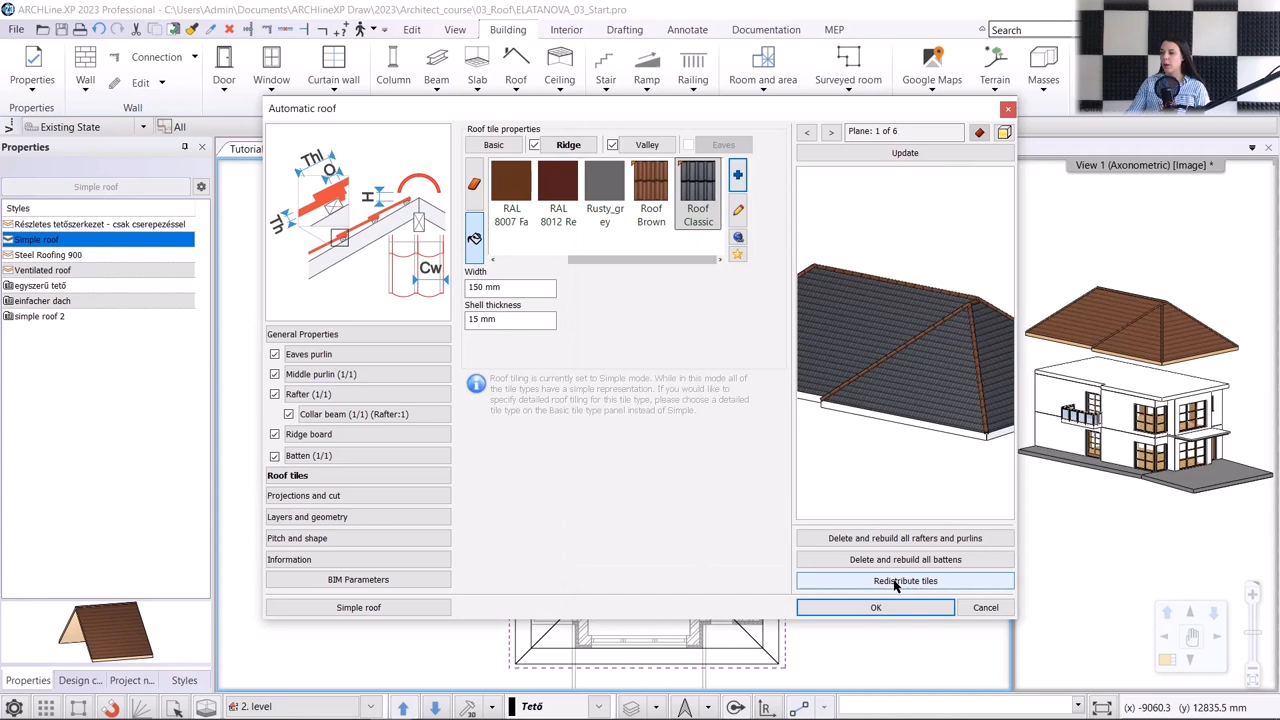 ARCHLine.XP 2023 Professional - C:\Users\Admin\Documents\ARCHlineXP Draw\2023\Architect_course\03_Roof\ELATANOVA_03_Start.pro
File Edit View Building Interior Drafting Annotate Documentation MEP Search
Properties Wall Connection Edit Door Window Curtain wall Column Beam Slab Roof Ceiling Stair Ramp Railing Room and area Surveyed room Google Maps Terrain Masses
Properties Wall
Existing State All
Properties
Simple roof
Styles
Részletes tetőszerkezet - csak cserepezéssel
Simple roof
Steel Roofing 900
Ventilated roof
egyszerű tető
einfacher dach
simple roof 2
Properties Design c... Project n... Styles
Tutorial
View 1 (Axonometric) [Image] *
Automatic roof
Thl
O
H
Th
Cw
General Properties
Eaves purlin
Middle purlin (1/1)
Rafter (1/1)
Collar beam (1/1) (Rafter:1)
Ridge board
Batten (1/1)
Roof tiles
Projections and cut
Layers and geometry
Pitch and shape
Information
BIM Parameters
Simple roof
Roof tile properties
Basic Ridge Valley Eaves
RAL 8007 Fa
RAL 8012 Re
Rusty_grey
Roof Brown
Roof Classic
Width
150 mm
Shell thickness
15 mm
Roof tiling is currently set to Simple mode. While in this mode all of
the tile types have a simple representation. If you would like to
specify detailed roof tiling for this tile type, please choose a detailed
tile type on the Basic tile type panel instead of Simple.
< > Plane: 1 of 6
Update
Delete and rebuild all rafters and purlins
Delete and rebuild all battens
Redistribute tiles
OK Cancel
2. level Tető (x) -9060.3 (y) 12835.5 mm